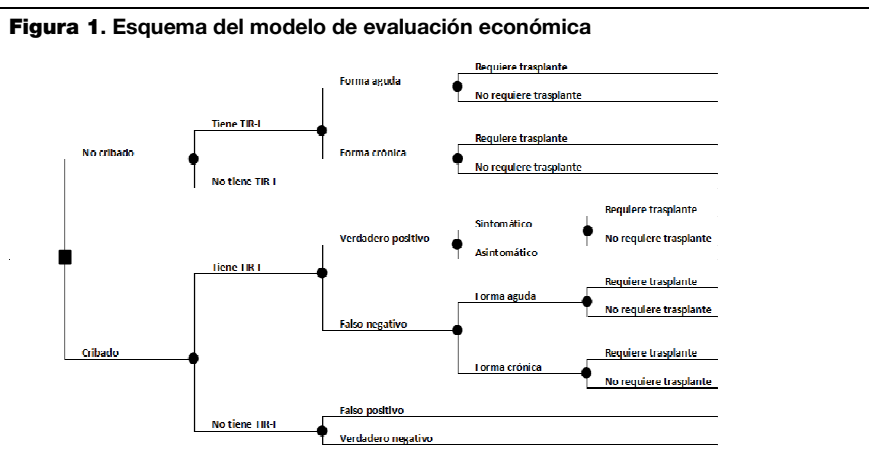 Figura 1. Esquema del modelo de evaluación económica
Requiere trasplante
Forma aguda
No requiere trasplante
Tiene TIR-I
Requiere trasplante
No cribado
Forma crónica
No requiere trasplante
No tiene TIR I
Requiere trasplante
Sintomático
Verdadero positivo
No requiere trasplante
Asintomático
Tiene TIR I
Requiere trasplante
Forma aguda
No requiere trasplante
Falso negativo
Cribado
Requiere trasplante
Forma crónica
No requiere trasplante
Falso positivo
No tiene TIR-I
Verdadero negativo